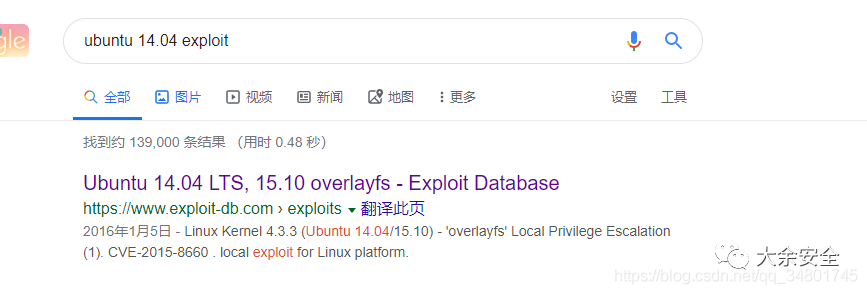 gle
ubuntu 14.04 exploit
全部 图片 视频 新闻 地图 更多 设置 工具
找到约 139,000 条结果 （用时 0.48 秒）
Ubuntu 14.04 LTS, 15.10 overlayfs - Exploit Database
https://www.exploit-db.com › exploits 翻译此页
2016年1月5日 - Linux Kernel 4.3.3 (Ubuntu 14.04/15.10) - 'overlayfs' Local Privilege Escalation
(1). CVE-2015-8660 . local exploit for Linux platform.
大余安全
https://blog.csdn.net/qq_34801745